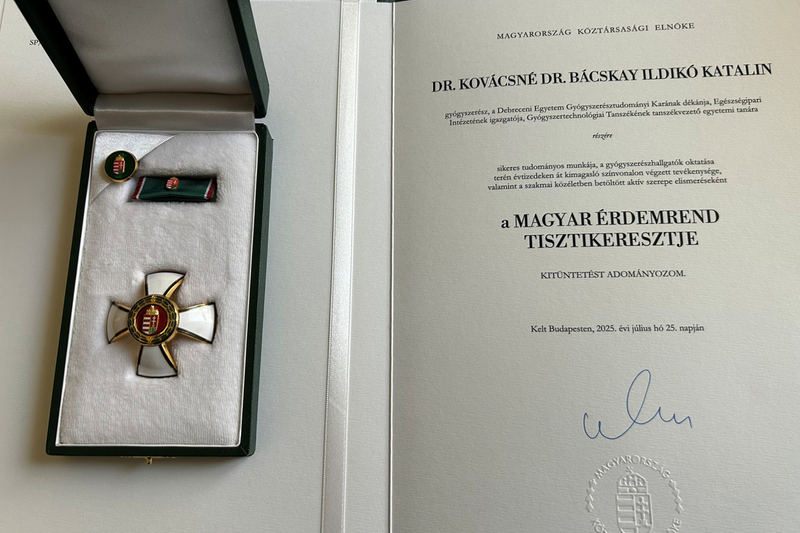 MAGYARORSZÁG KÖZTÁRSASÁGI ELNÖKE
DR. KOVÁCSNÉ DR. BÁCSKAY ILDIKÓ KATALIN
gyógyszerész, a Debreceni Egyetem Gyógyszerésztudományi Karának dékánja, Egészségipari
Intézetének igazgatója, Gyógyszertechnológiai Tanszékének tanszékvezető egyetemi tanára
részére
sikeres tudományos munkája, a gyógyszerészhallgatók oktatása
terén évtizedeken át kimagasló színvonalon végzett tevékenysége,
valamint a szakmai közéletben betöltött aktív szerepe elismeréseként
a MAGYAR ÉRDEMREND
TISZTIKERESZTJE
KITÜNTETÉST ADOMÁNYOZOM.
Kelt Budapesten, 2025. évi július hó 25. napján
MAGYARORSZÁG